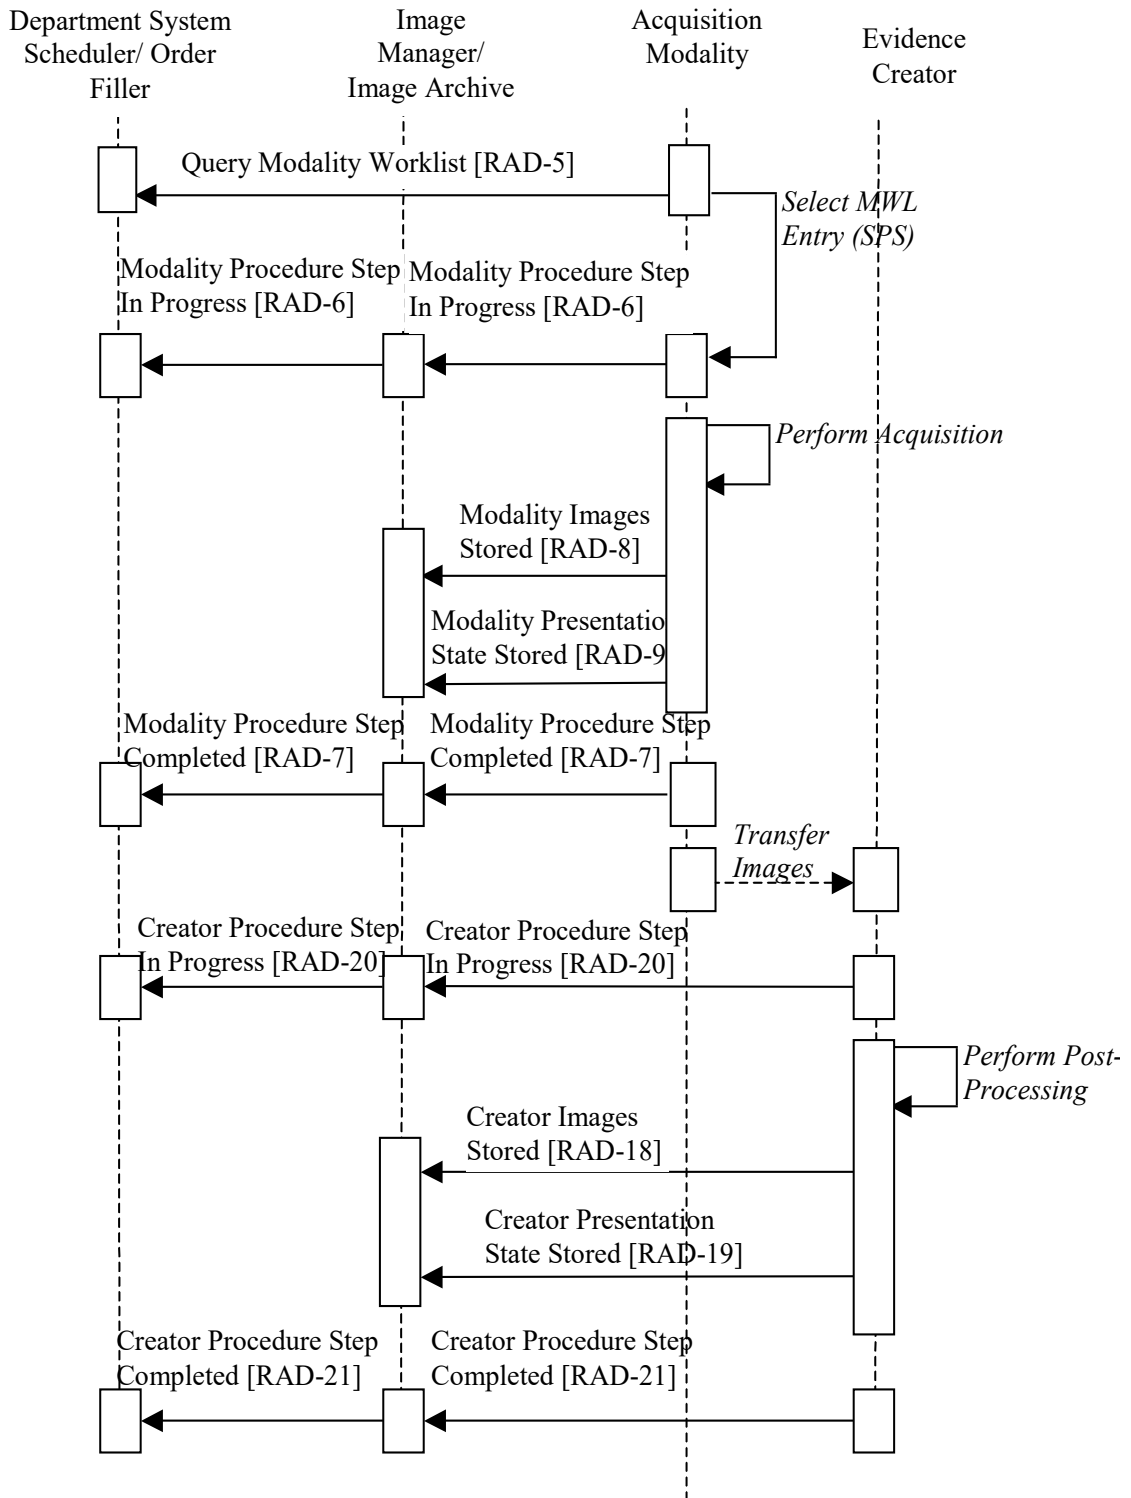 Department System
Scheduler/ Order
Filler
Image
Manager/
Image Archive
Acquisition
Modality
Evidence
Creator
Query Modality Worklist [RAD-5]
Select MWL
Entry (SPS)
Modality Procedure Step
In Progress [RAD-6]
Modality Procedure Step
In Progress [RAD-6]
Perform Acquisition
Modality Images
Stored [RAD-8]
Modality Presentatio
State Stored [RAD-9
Modality Procedure Step
Completed [RAD-7]
Modality Procedure Step
Completed [RAD-7]
Transfer
Images
Creator Procedure Step
In Progress [RAD-20]
Creator Procedure Step
In Progress [RAD-20]
Perform Post-
Processing
Creator Images
Stored [RAD-18]
Creator Presentation
State Stored [RAD-19]
Creator Procedure Step
Completed [RAD-21]
Creator Procedure Step
Completed [RAD-21]